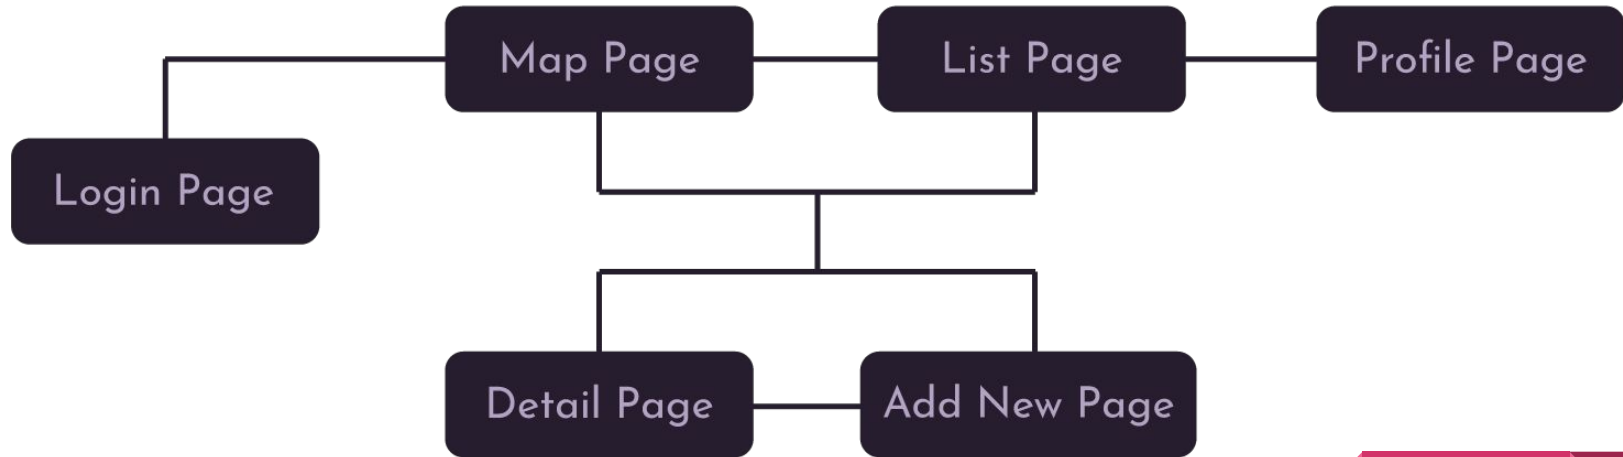 Map Page
List Page
Profile Page
Login Page
Detail Page
Add New Page